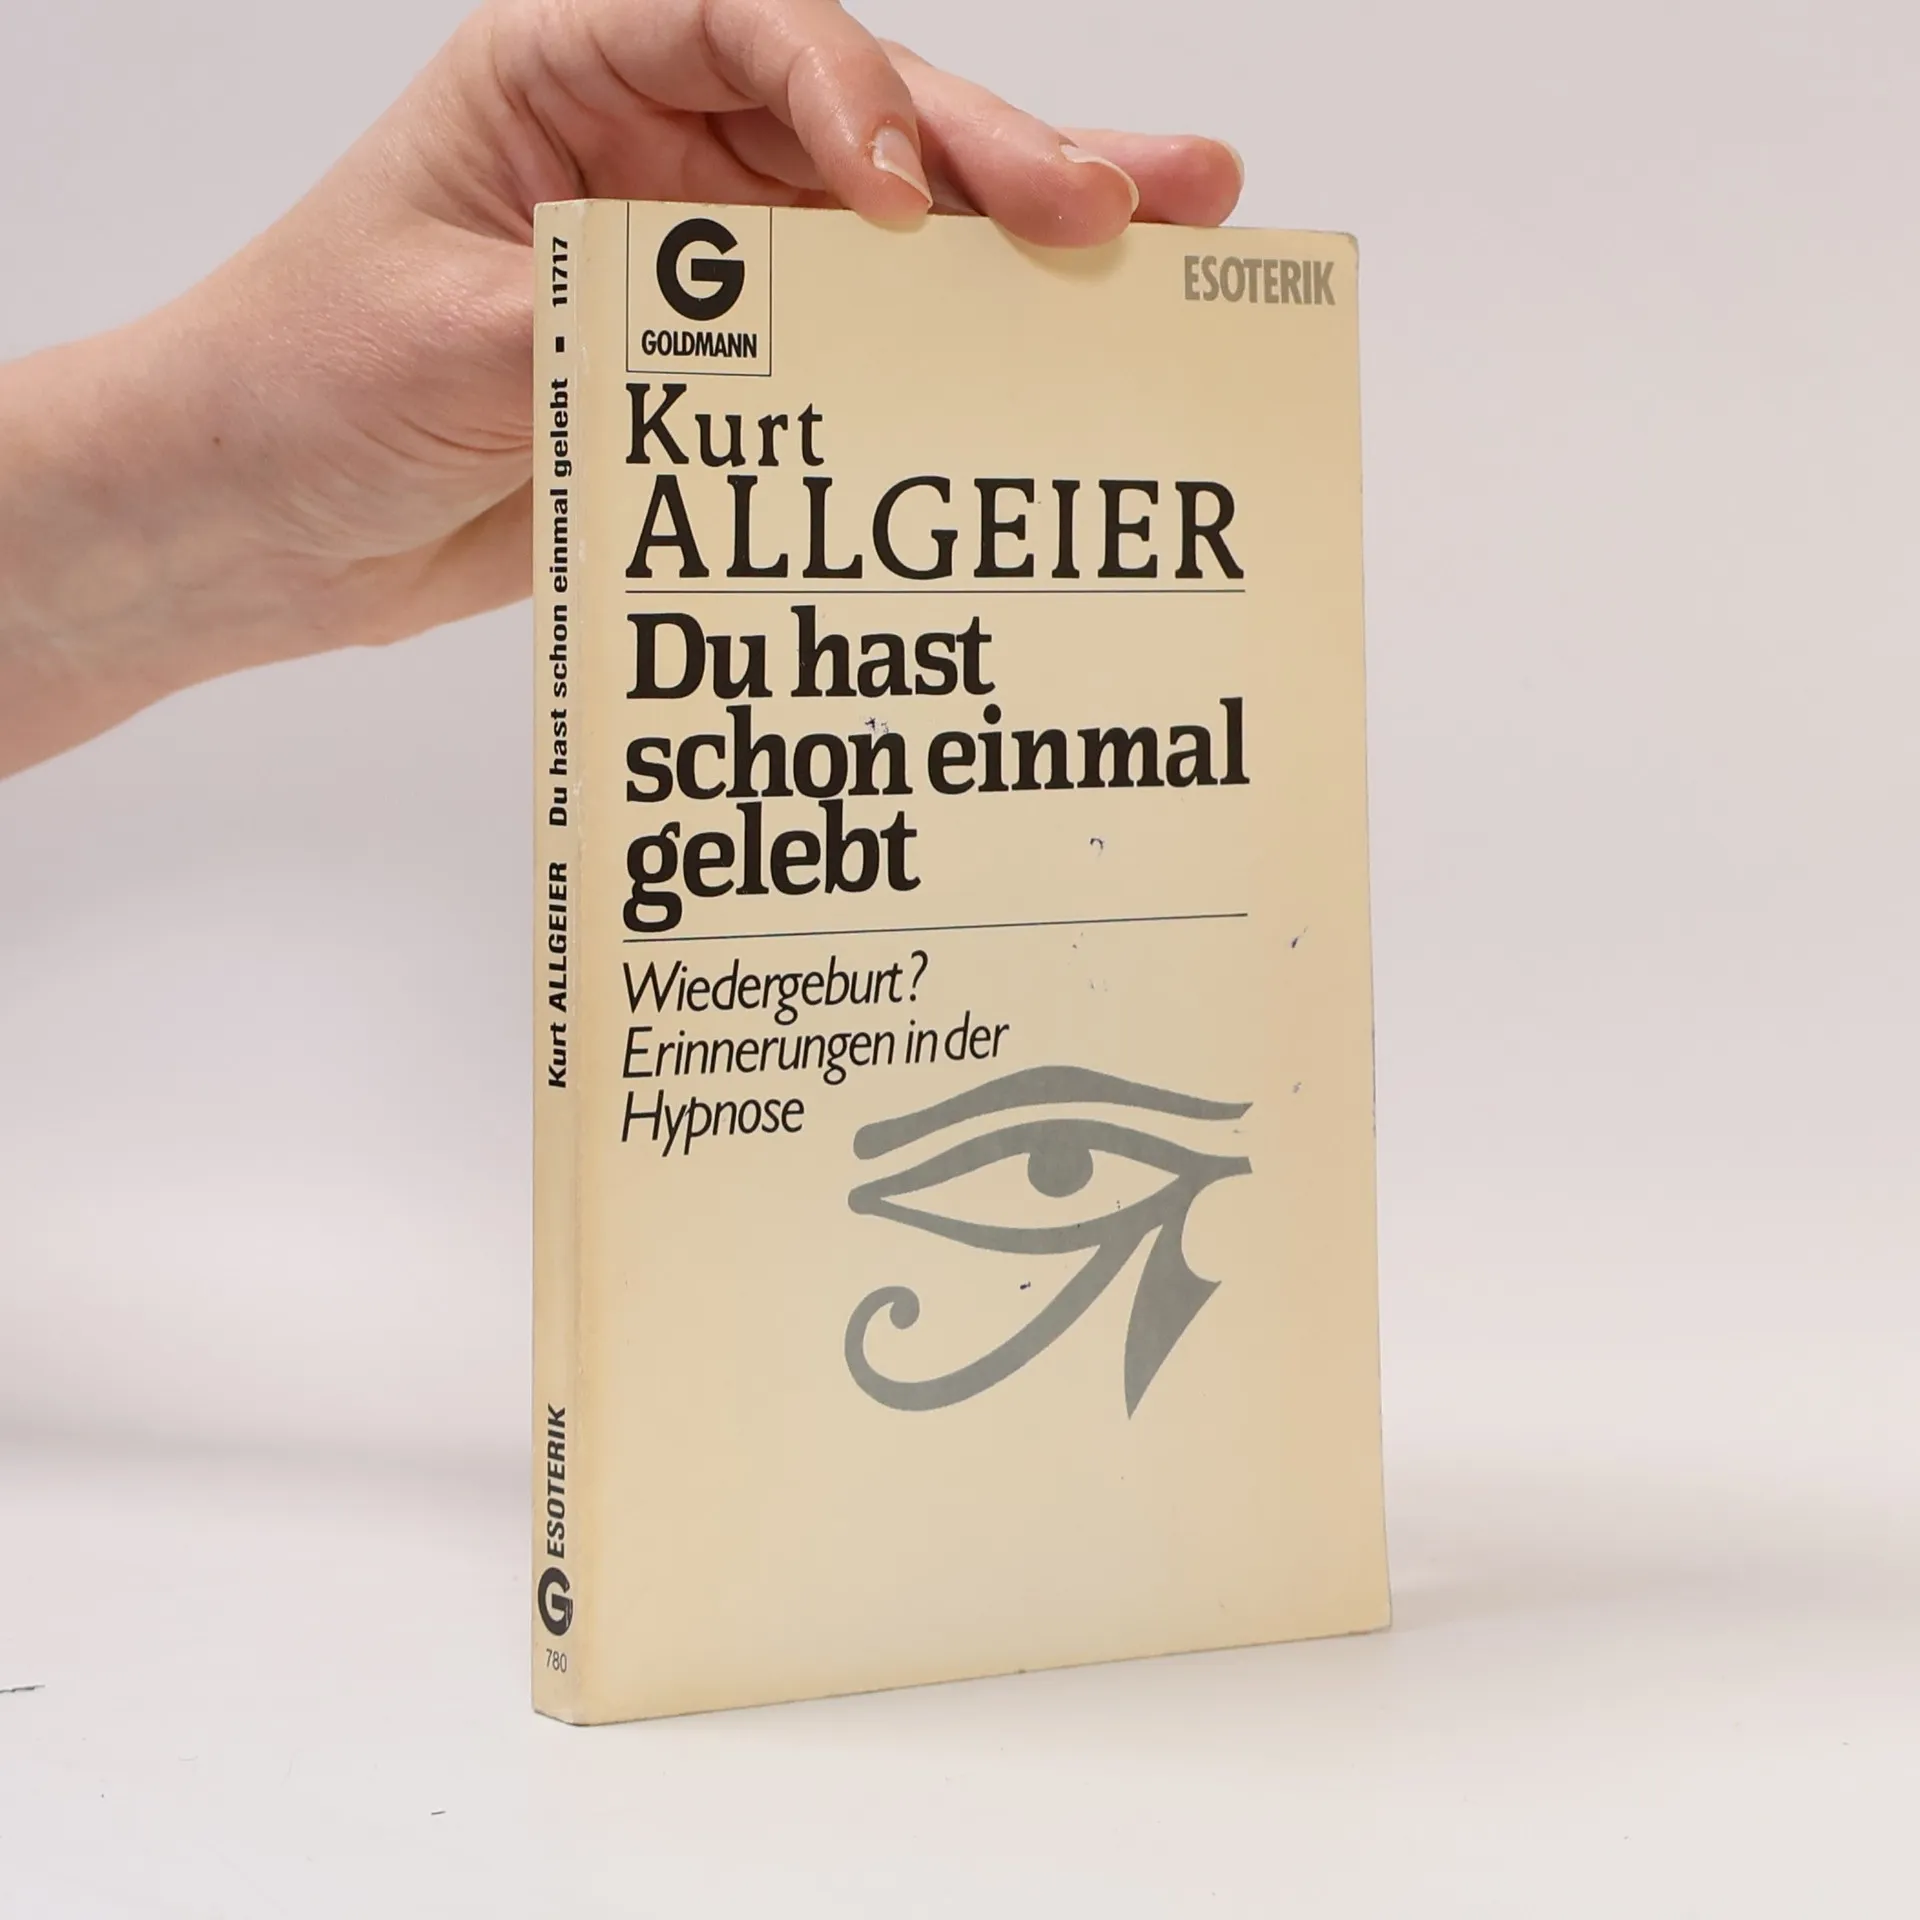 GOLDMANN
ESOTERIK
Kurt
ALLGEIER
Du hast
schon einmal
gelebt
Wiedergeburt?
Erinnerungen in der
Hypnose
Kurt ALLGEIER Du hast schon einmal gelebt ■ 11717
ESOTERIK
780